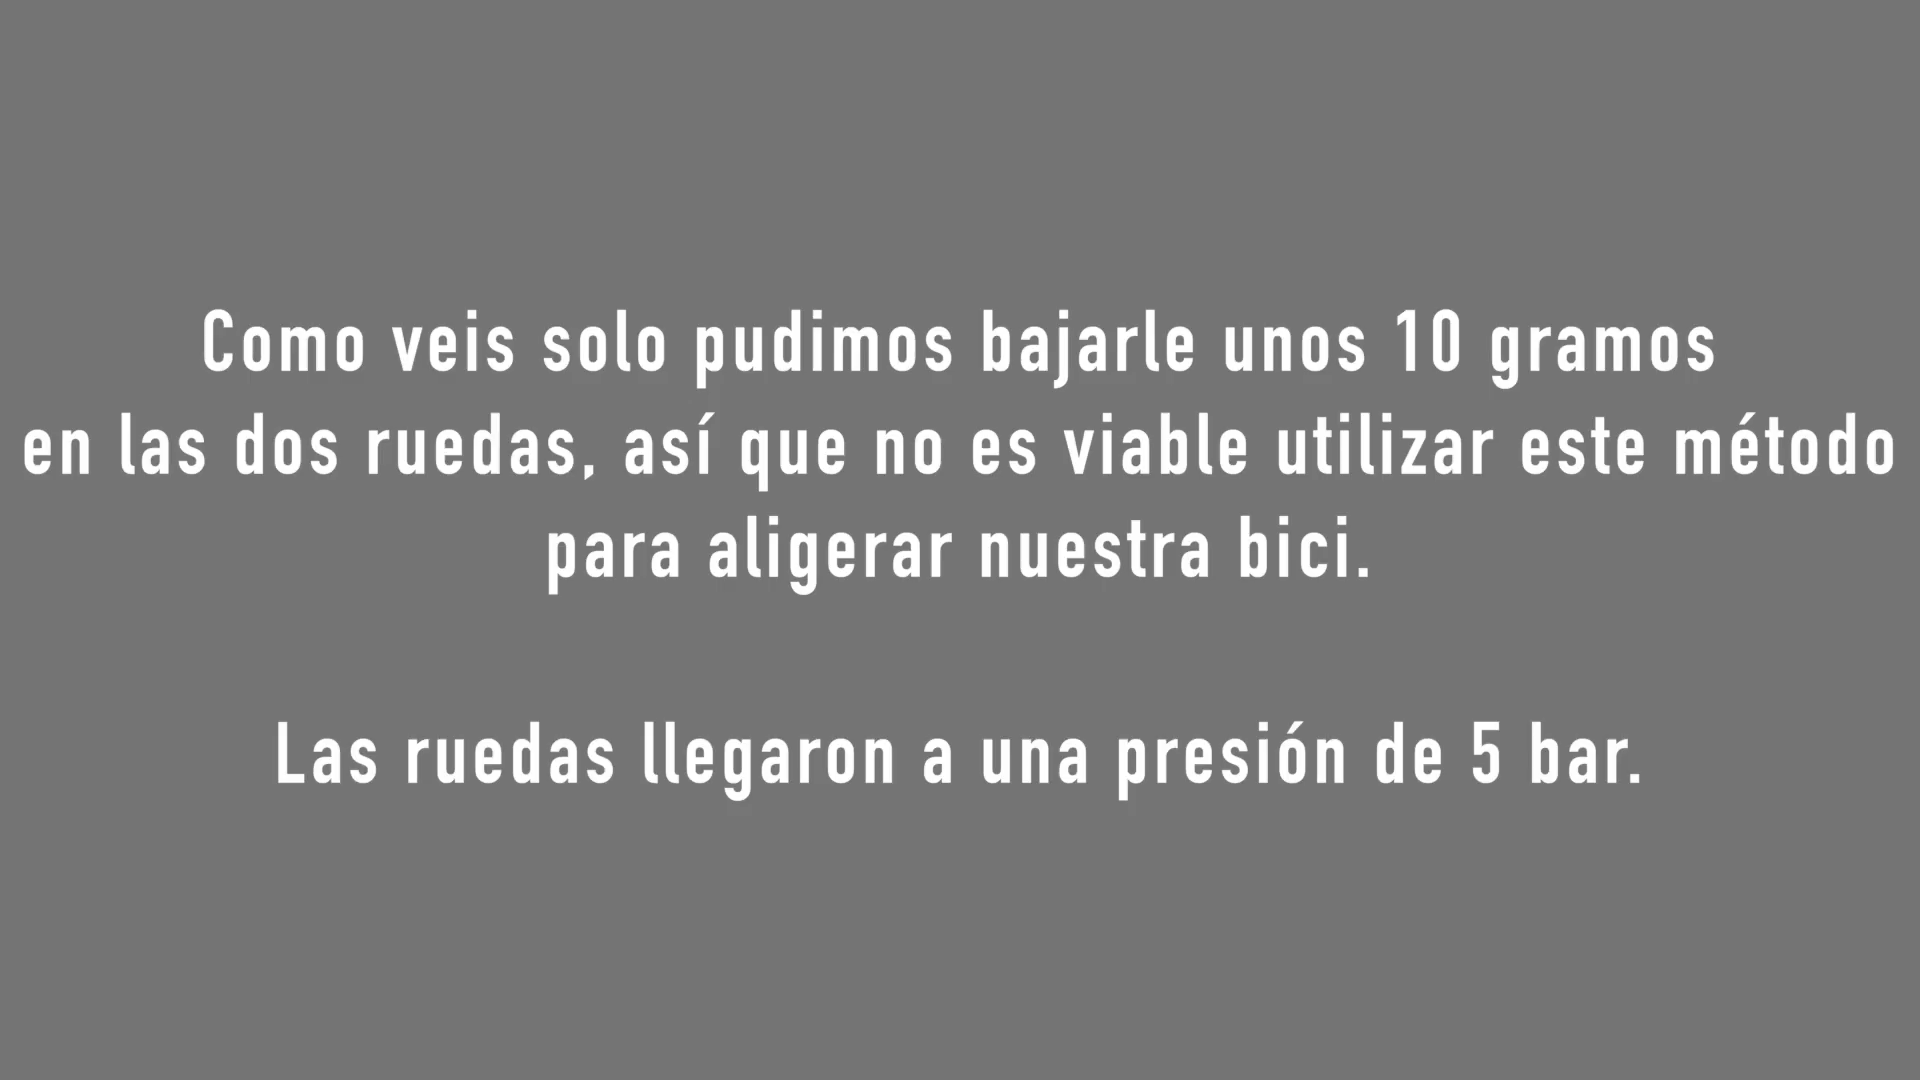 Como veis solo pudimos bajarle unos 10 gramos
en las dos ruedas, así que no es viable utilizar este método
para aligerar nuestra bici.
Las ruedas llegaron a una presión de 5 bar.